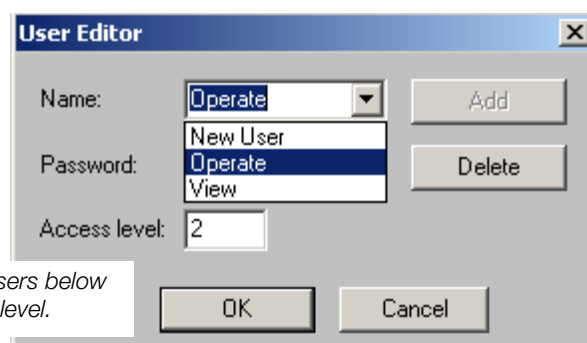 User Editor
Name: Operate Add
New User
Operate
Password: Delete
View
Access level: 2
sers below
level.
OK Cancel